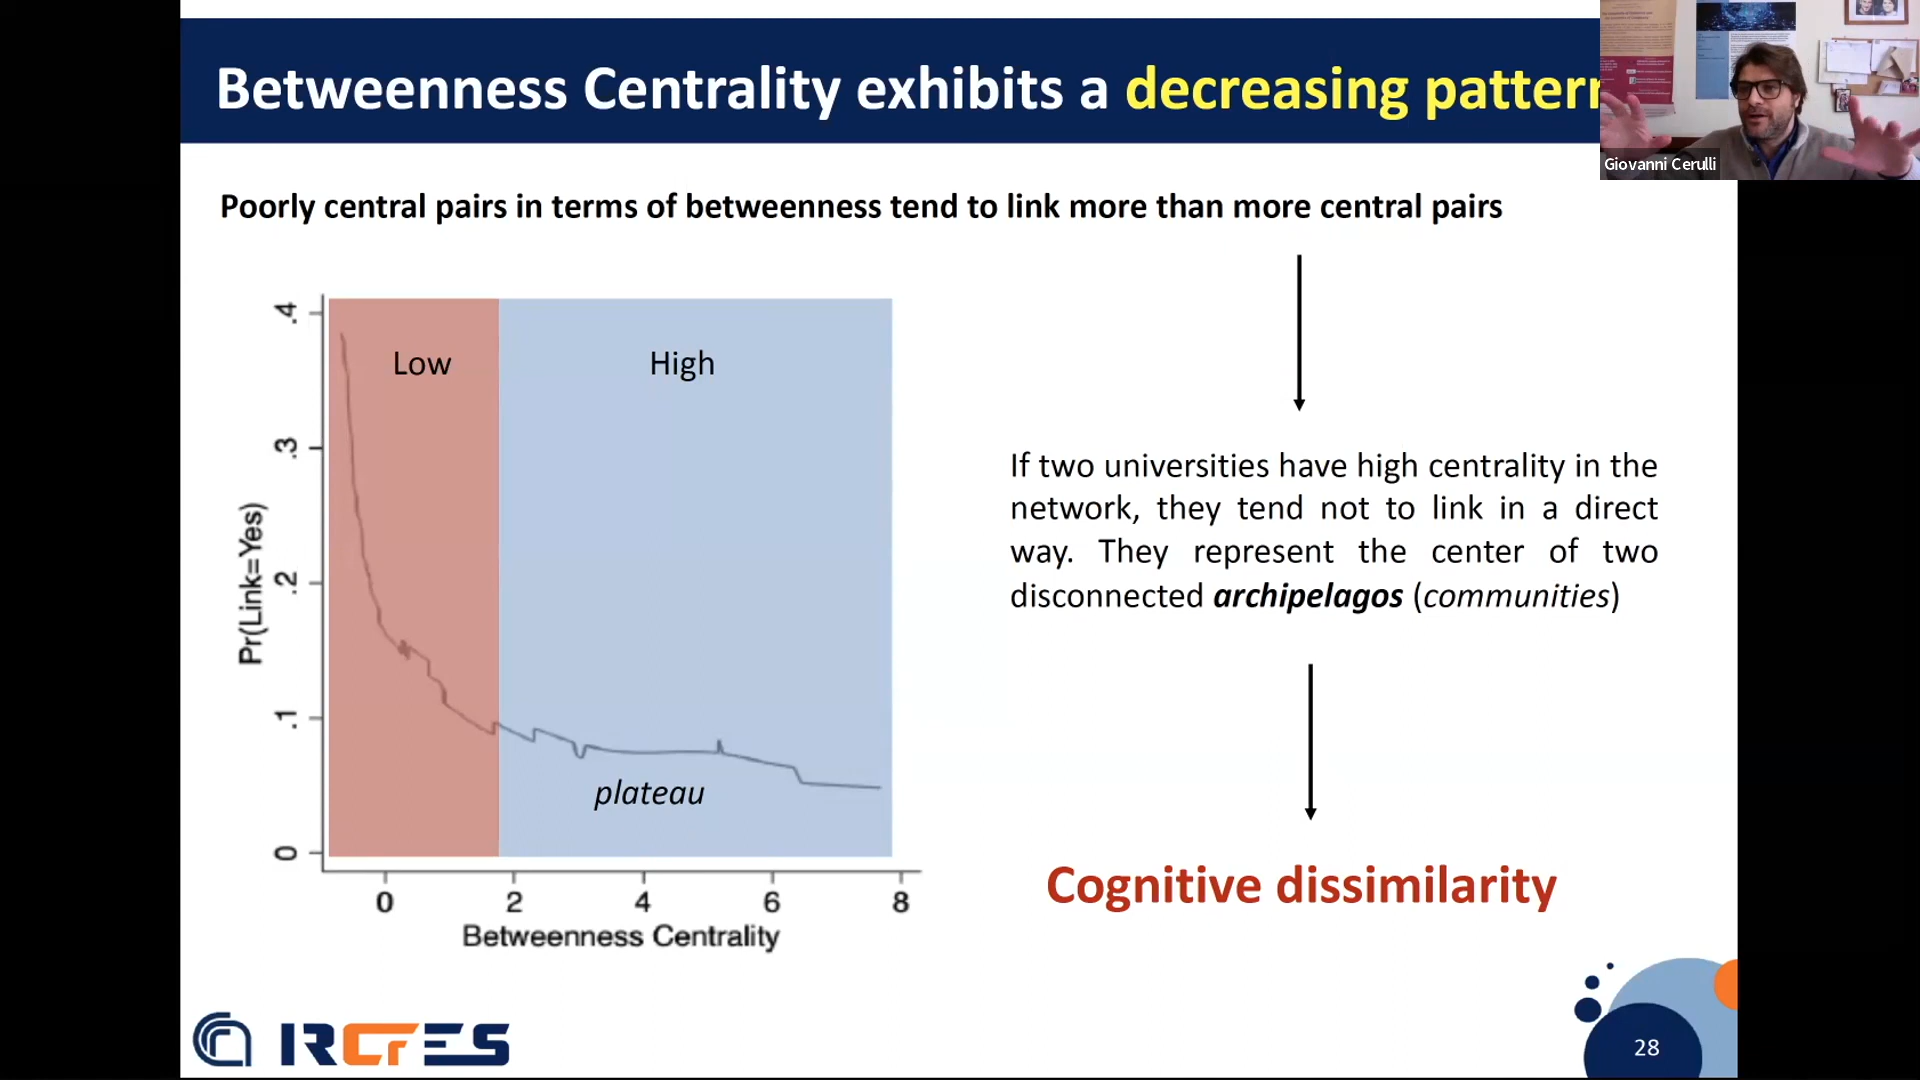 Betweenness Centrality exhibits a decreasing pattern
Giovanni Cerulli
Poorly central pairs in terms of betweenness tend to link more than more central pairs
Low
High
.4
.3
.2
.1
0
Pr(Link=Yes)
plateau
0 2 4 6 8
Betweenness Centrality
If two universities have high centrality in the
network, they tend not to link in a direct
way. They represent the center of two
disconnected archipelagos (communities)
Cognitive dissimilarity
IRCrES
28